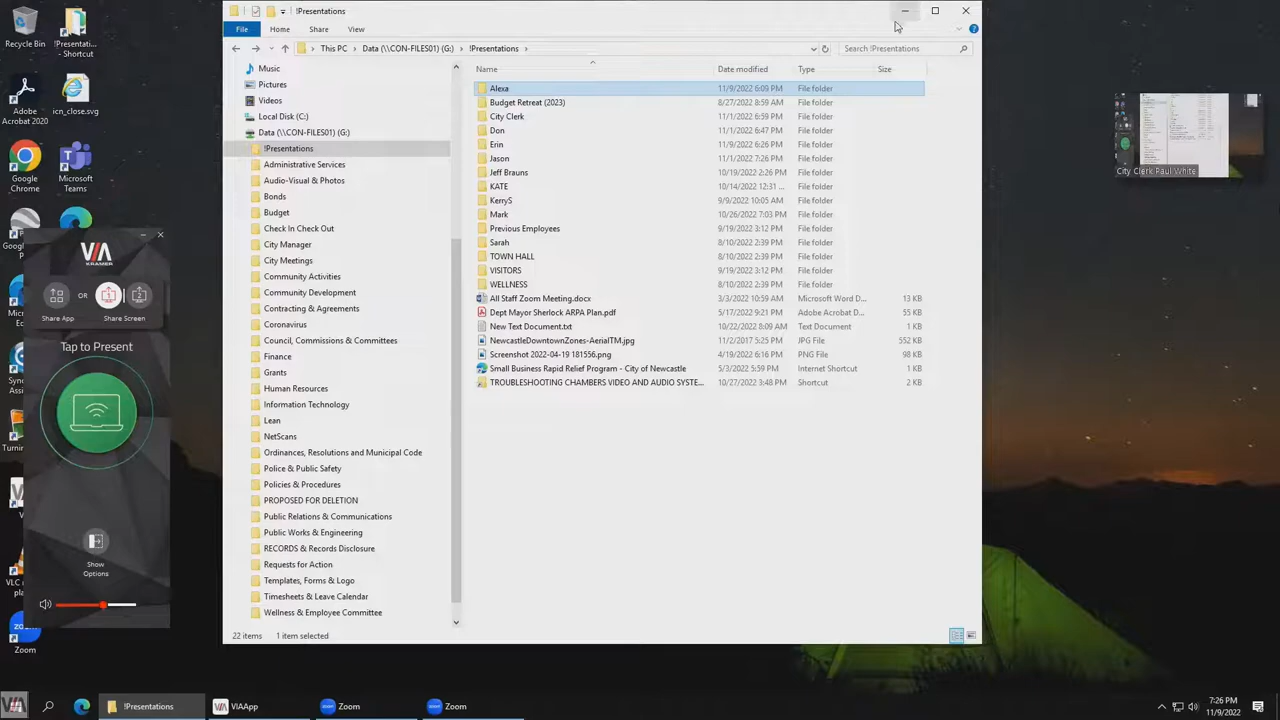 !Presentations
File
Home
Share
View
This PC
Data (\\CON-FILES01) (G:)
!Presentations
Search !Presentations
Recycle Bin
!Presentati... - Shortcut
Adobe Acrobat 2020
icn_close.svg
Google Chrome
Microsoft Teams
Music
Pictures
Videos
Local Disk (C:)
Data (\\CON-FILES01) (G:)
!Presentations
Administrative Services
Audio-Visual & Photos
Bonds
Budget
Check In Check Out
City Manager
City Meetings
Community Activities
Community Development
Contracting & Agreements
Coronavirus
Council, Commissions & Committees
Finance
Grants
Human Resources
Information Technology
Lean
NetScans
Ordinances, Resolutions and Municipal Code
Police & Public Safety
Policies & Procedures
PROPOSED FOR DELETION
Public Relations & Communications
Public Works & Engineering
RECORDS & Records Disclosure
Requests for Action
Templates, Forms & Logo
Timesheets & Leave Calendar
Wellness & Employee Committee
Name Date modified Type Size
Alexa 11/9/2022 6:09 PM File folder
Budget Retreat (2023) 8/27/2022 8:59 AM File folder
City Clerk 11/1/2022 6:59 PM File folder
Don 11/1/2022 6:47 PM File folder
Erin File folder
Jason 11/1/2022 7:26 PM File folder
Jeff Brauns 10/19/2022 2:26 PM File folder
KATE 10/14/2022 12:31 ... File folder
KerryS 9/9/2022 10:05 AM File folder
Mark 10/26/2022 7:03 PM File folder
Previous Employees 9/19/2022 3:12 PM File folder
Sarah 8/10/2022 2:39 PM File folder
TOWN HALL 8/10/2022 2:39 PM File folder
VISITORS 9/19/2022 3:12 PM File folder
WELLNESS 8/10/2022 2:39 PM File folder
All Staff Zoom Meeting.docx 3/3/2022 10:59 AM Microsoft Word D... 13 KB
Dept Mayor Sherlock ARPA Plan.pdf 5/17/2022 9:21 PM Adobe Acrobat D... 55 KB
New Text Document.txt 10/22/2022 8:09 AM Text Document 1 KB
NewcastleDowntownZones-AerialTM.jpg 11/2/2017 5:25 PM JPG File 552 KB
Screenshot 2022-04-19 181556.png 4/19/2022 6:16 PM PNG File 98 KB
Small Business Rapid Relief Program - City of Newcastle 5/3/2022 5:59 PM Internet Shortcut 1 KB
TROUBLESHOOTING CHAMBERS VIDEO AND AUDIO SYSTE... 10/27/2022 3:48 PM Shortcut 2 KB
22 items 1 item selected
VIA
KRAMER
OR
Share App
Share Screen
1
2
Tap to Present
Show Options
Zoom
City Clerk Paul White
!Presentations
VIAApp
Zoom
Zoom
7:26 PM
11/9/2022